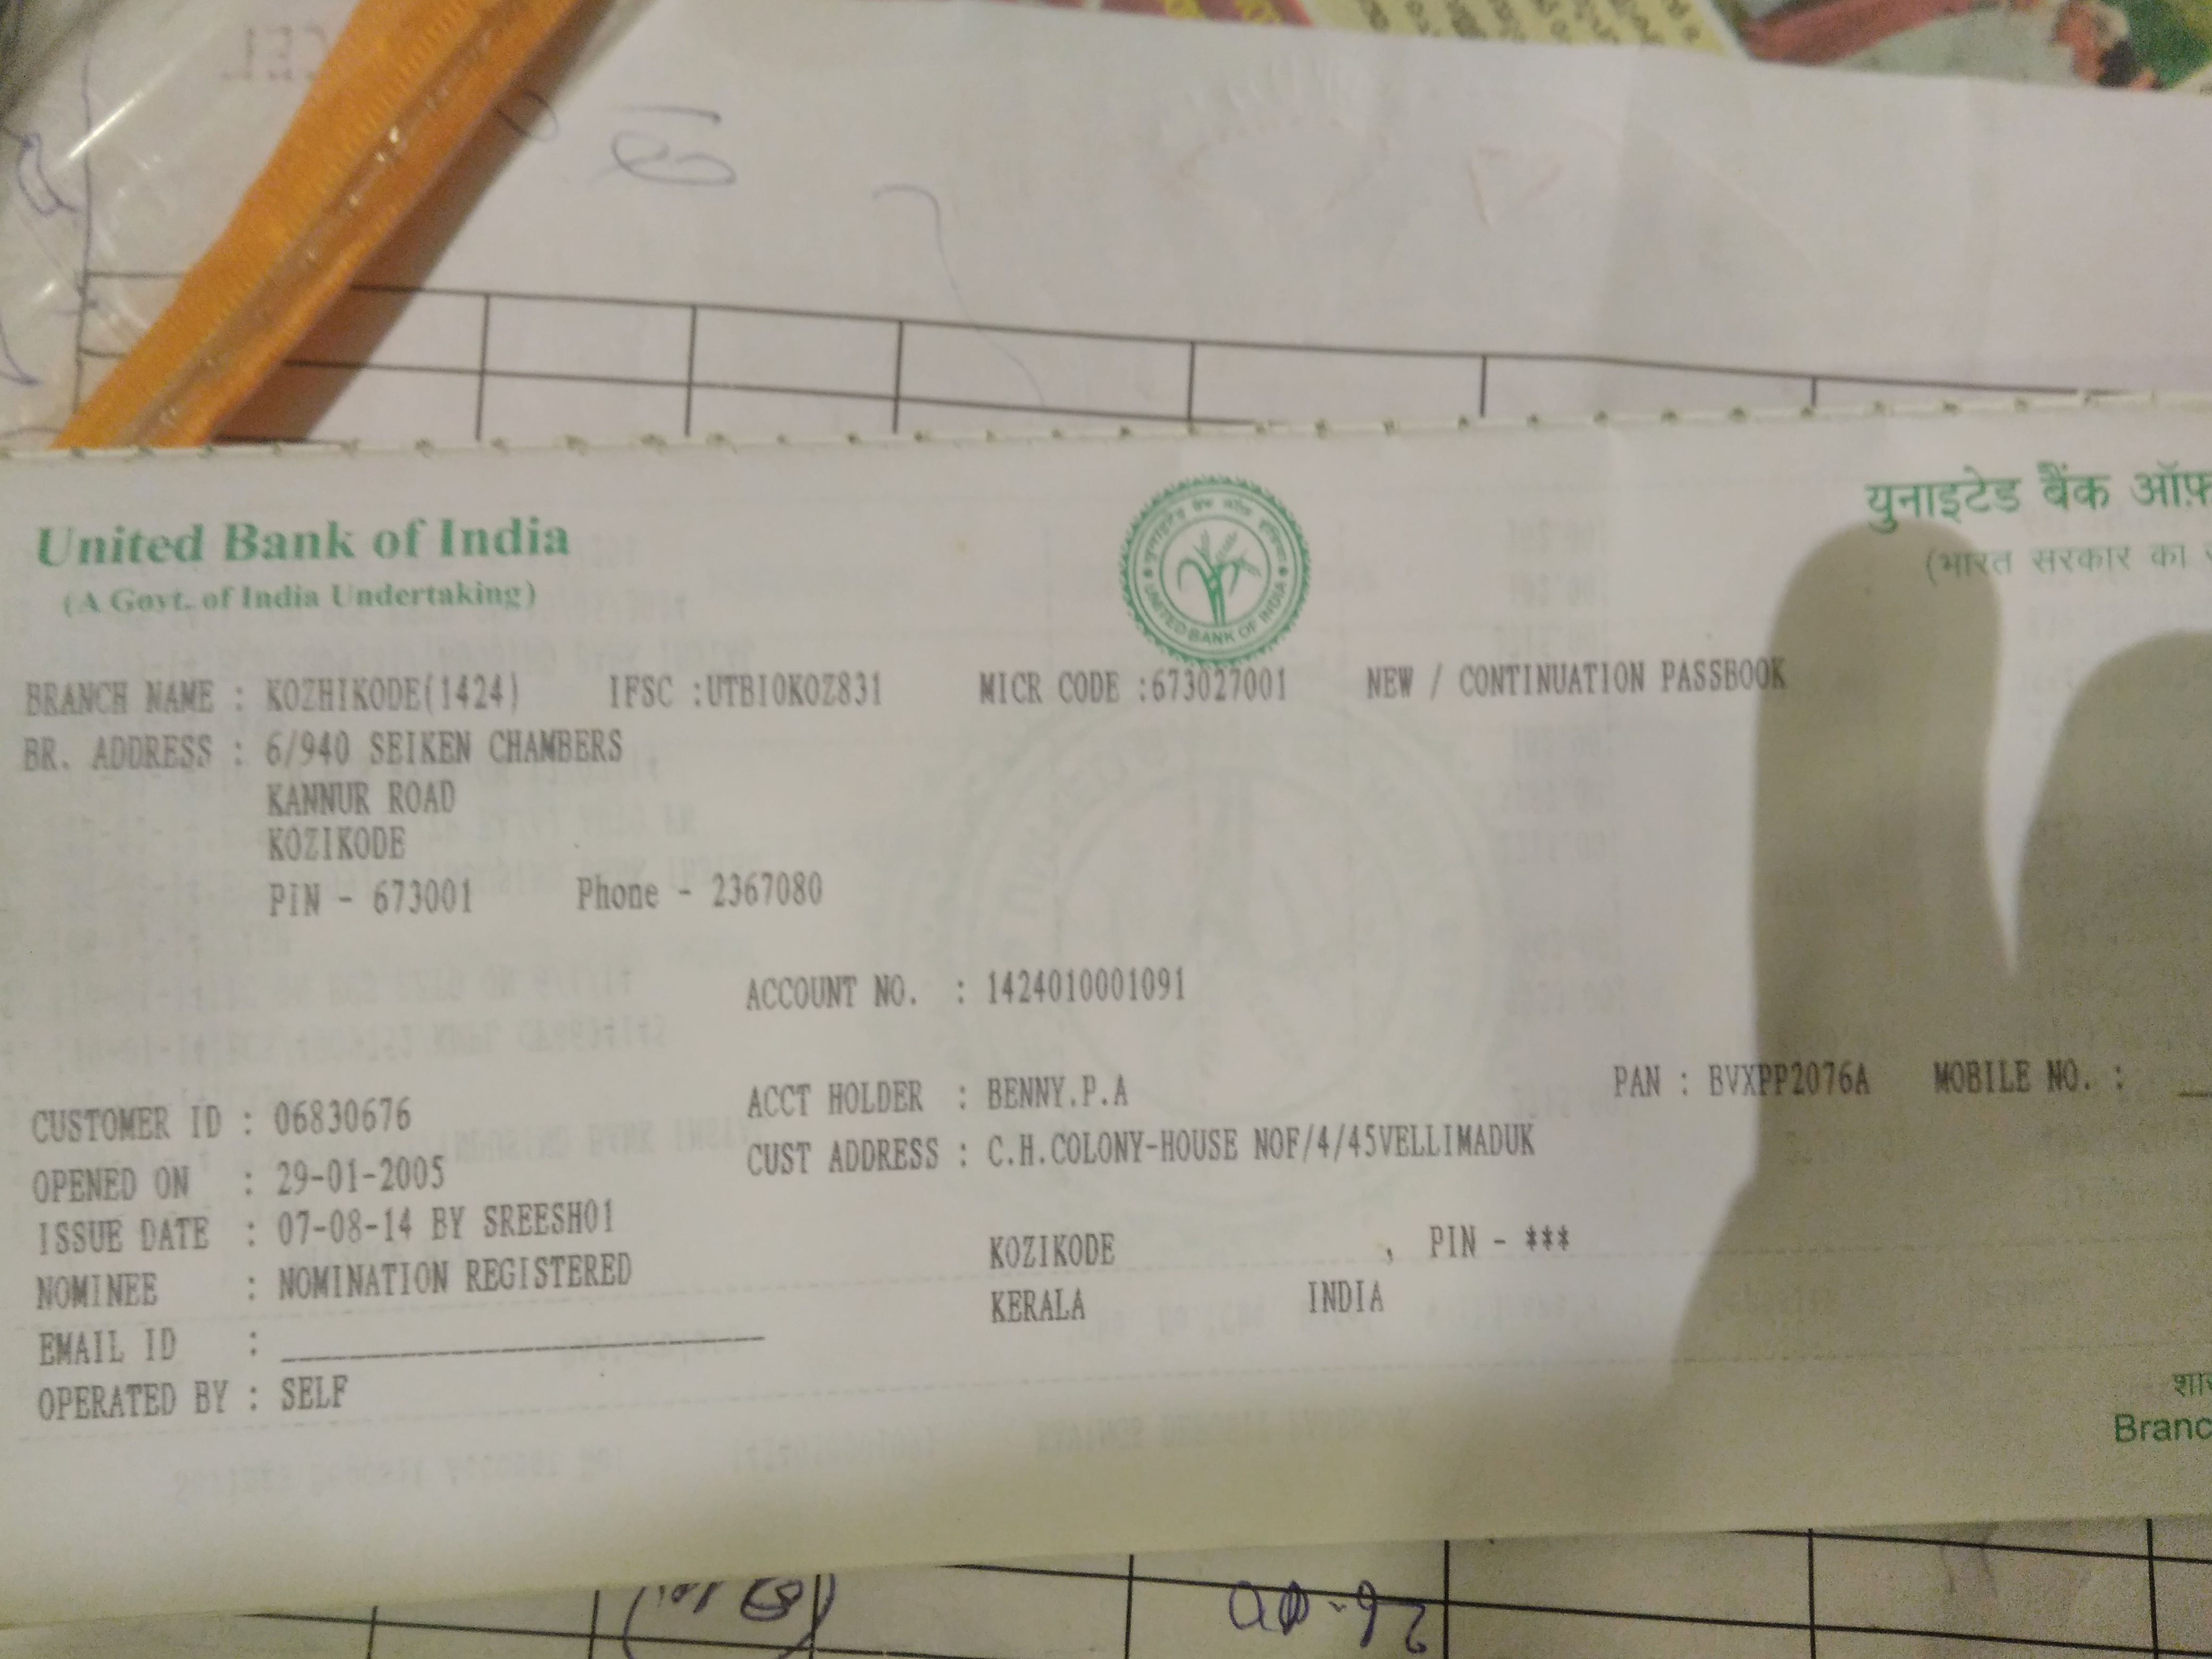 United Bank of India
(A Govt. of India Undertaking)
युनाइटेड बैंक ऑफ़
(भारत सरकार का
UNITED BANK OF INDIA
BRANCH NAME : KOZHIKODE(1424) IFSC :UTBI0KOZ831 MICR CODE :673027001 NEW / CONTINUATION PASSBOOK
BR. ADDRESS : 6/940 SEIKEN CHAMBERS
KANNUR ROAD
KOZIKODE
PIN - 673001 Phone - 2367080
ACCOUNT NO. : 1424010001091
CUSTOMER ID : 06830676 ACCT HOLDER : BENNY.P.A PAN : BVXPP2076A MOBILE NO. :
OPENED ON : 29-01-2005 CUST ADDRESS : C.H.COLONY-HOUSE NOF/4/45VELLIMADUK
ISSUE DATE : 07-08-14 BY SREESH01
KOZIKODE , PIN - ***
NOMINEE : NOMINATION REGISTERED
KERALA INDIA
EMAIL ID :
OPERATED BY : SELF
Branc